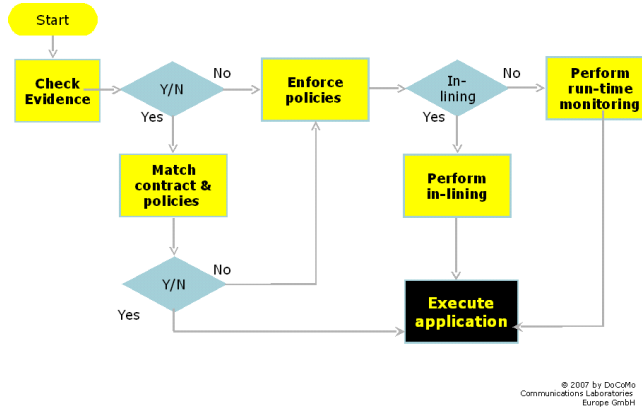 Start
Check
Evidence
Y/N
No
Yes
Enforce
policies
In-
lining
No
Yes
Perform
run-time
monitoring
Match
contract &
policies
Perform
in-lining
Y/N
No
Yes
Execute
application
© 2007 by DoCoMo
Communications Laboratories
Europe GmbH